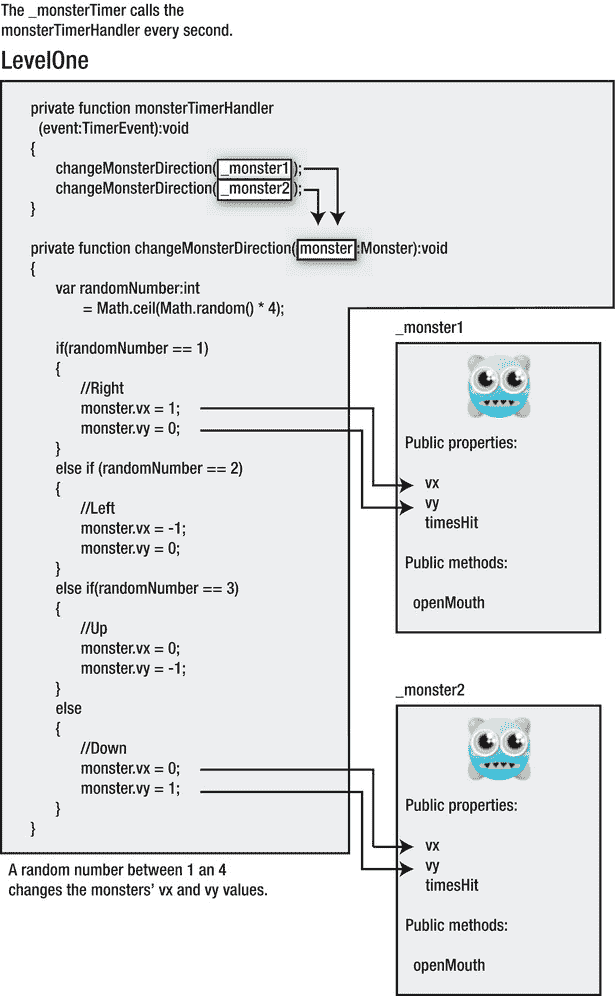 The _monsterTimer calls the
monsterTimerHandler every second.
LevelOne
private function monsterTimerHandler
(event:TimerEvent):void
{
changeMonsterDirection(_monster1);
changeMonsterDirection(_monster2);
}
private function changeMonsterDirection(monster:Monster):void
{
var randomNumber:int
= Math.ceil(Math.random() * 4);
if(randomNumber == 1)
{
//Right
monster.vx = 1;
monster.vy = 0;
}
else if (randomNumber == 2)
{
//Left
monster.vx = -1;
monster.vy = 0;
}
else if(randomNumber == 3)
{
//Up
monster.vx = 0;
monster.vy = -1;
}
else
{
//Down
monster.vx = 0;
monster.vy = 1;
}
}
A random number between 1 an 4
changes the monsters' vx and vy values.
_monster1
Public properties:
vx
vy
timesHit
Public methods:
openMouth
_monster2
Public properties:
vx
vy
timesHit
Public methods:
openMouth